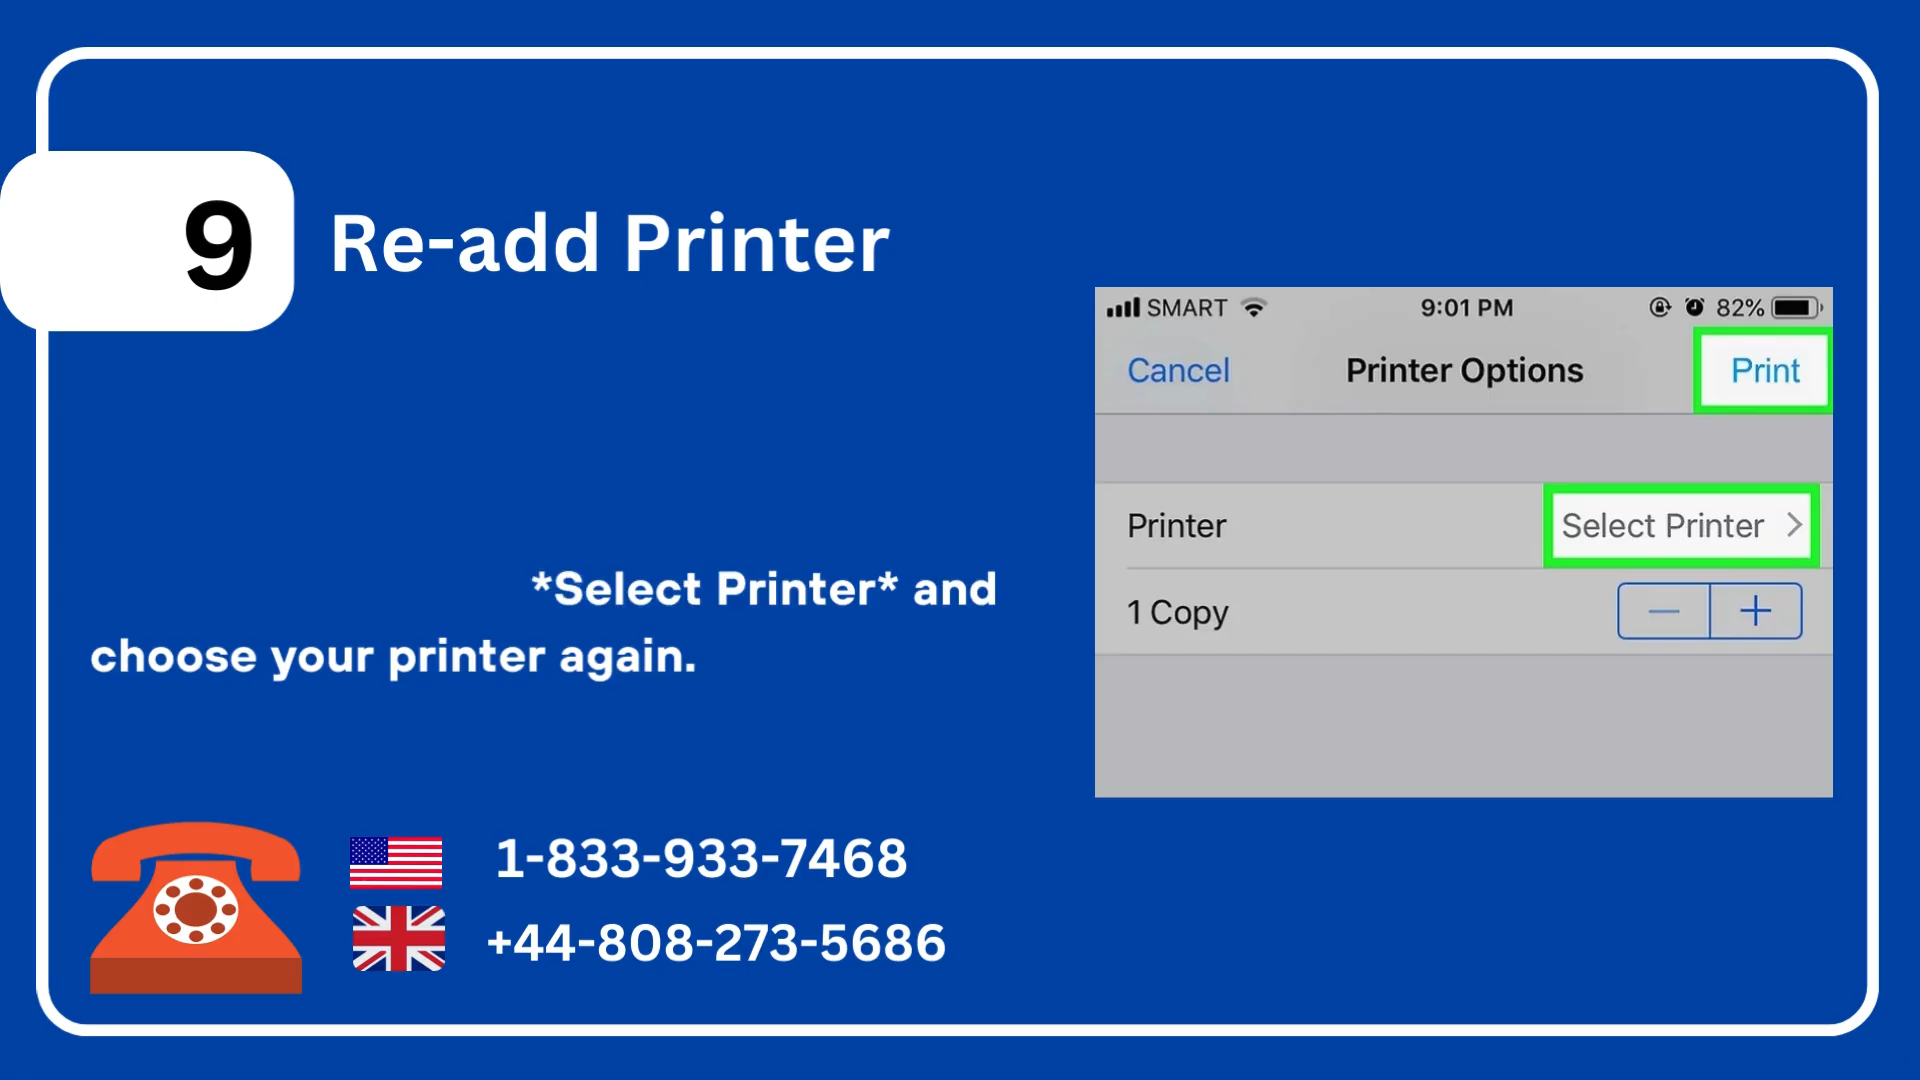 9
Re-add Printer
*Select Printer* and
choose your printer again.
1-833-933-7468
+44-808-273-5686
SMART 9:01 PM 82%
Cancel Printer Options Print
Printer Select Printer >
1 Copy − +